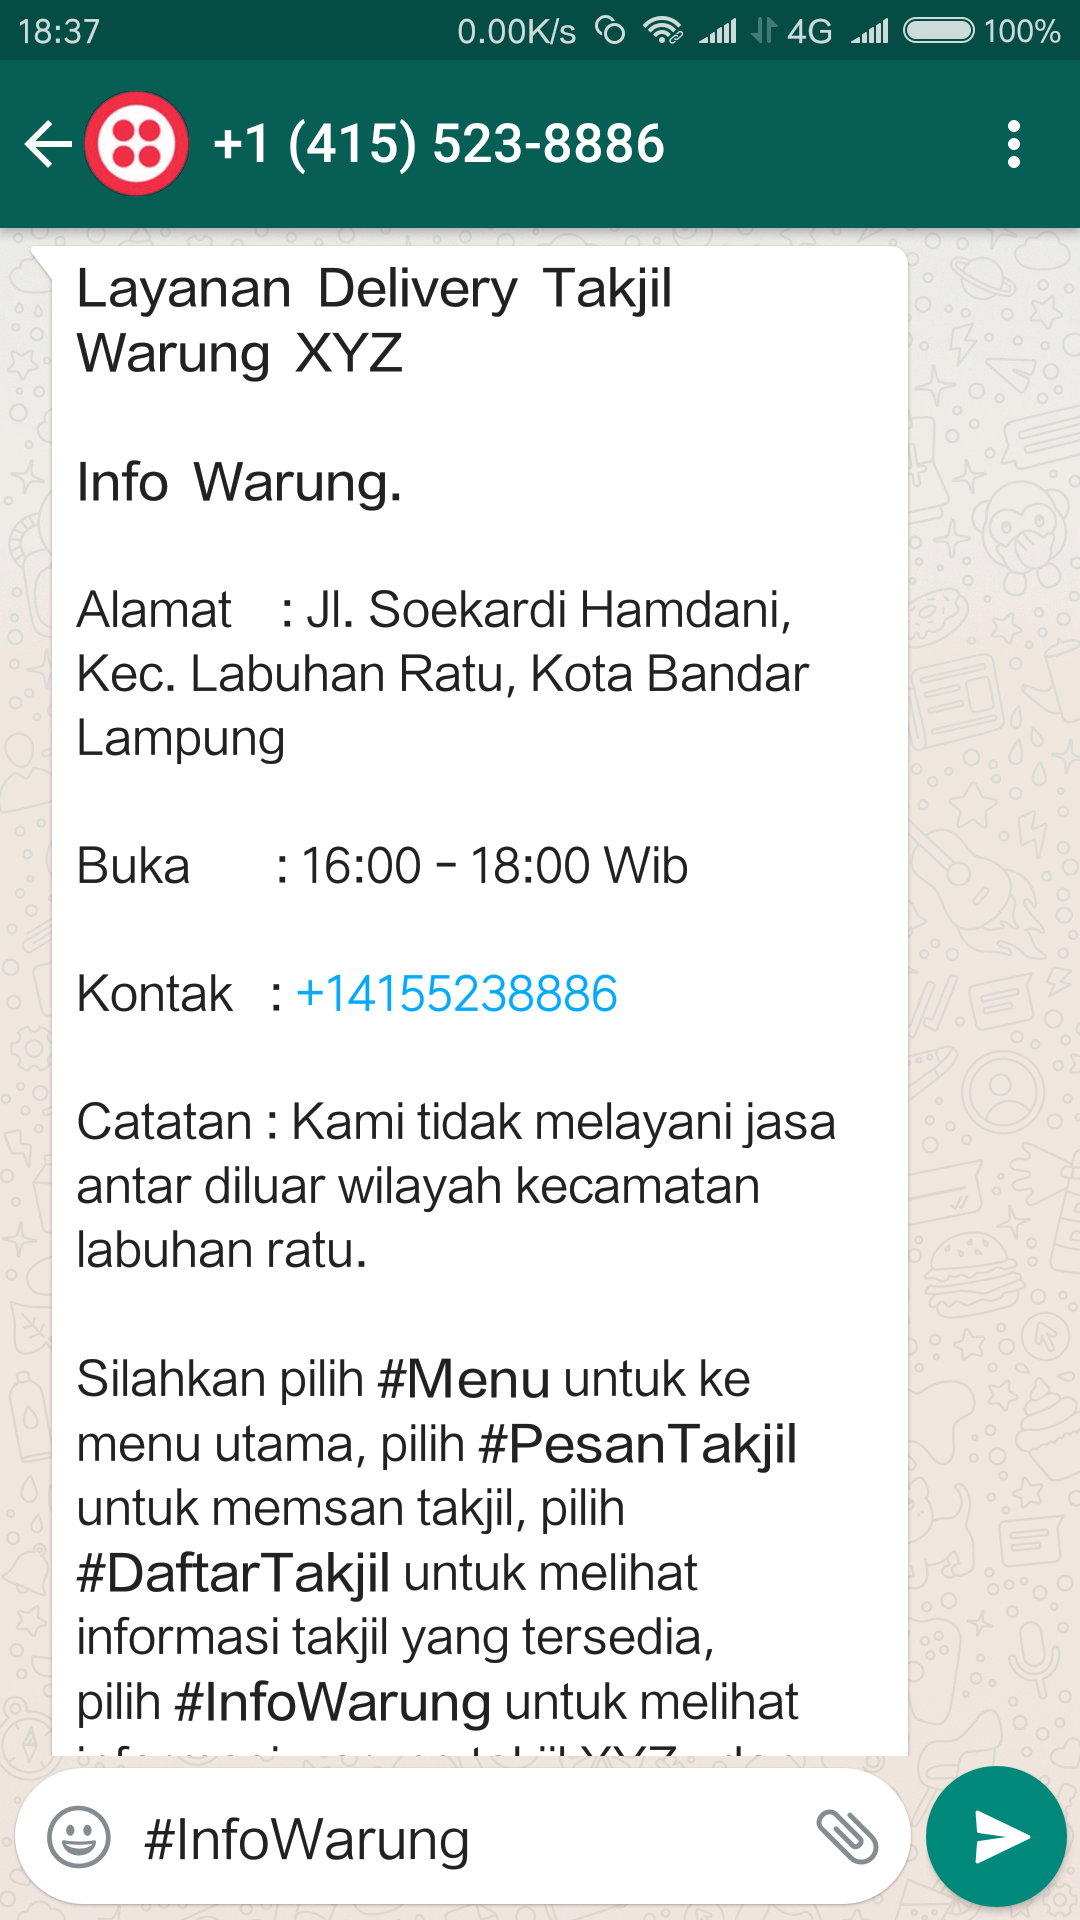 18:37 0.00K/s 4G 100%
+1 (415) 523-8886
Layanan Delivery Takjil
Warung XYZ
Info Warung.
Alamat : Jl. Soekardi Hamdani,
Kec. Labuhan Ratu, Kota Bandar
Lampung
Buka : 16:00 - 18:00 Wib
Kontak : +14155238886
Catatan : Kami tidak melayani jasa
antar diluar wilayah kecamatan
labuhan ratu.
Silahkan pilih #Menu untuk ke
menu utama, pilih #PesanTakjil
untuk memsan takjil, pilih
#DaftarTakjil untuk melihat
informasi takjil yang tersedia,
pilih #InfoWarung untuk melihat
#InfoWarung